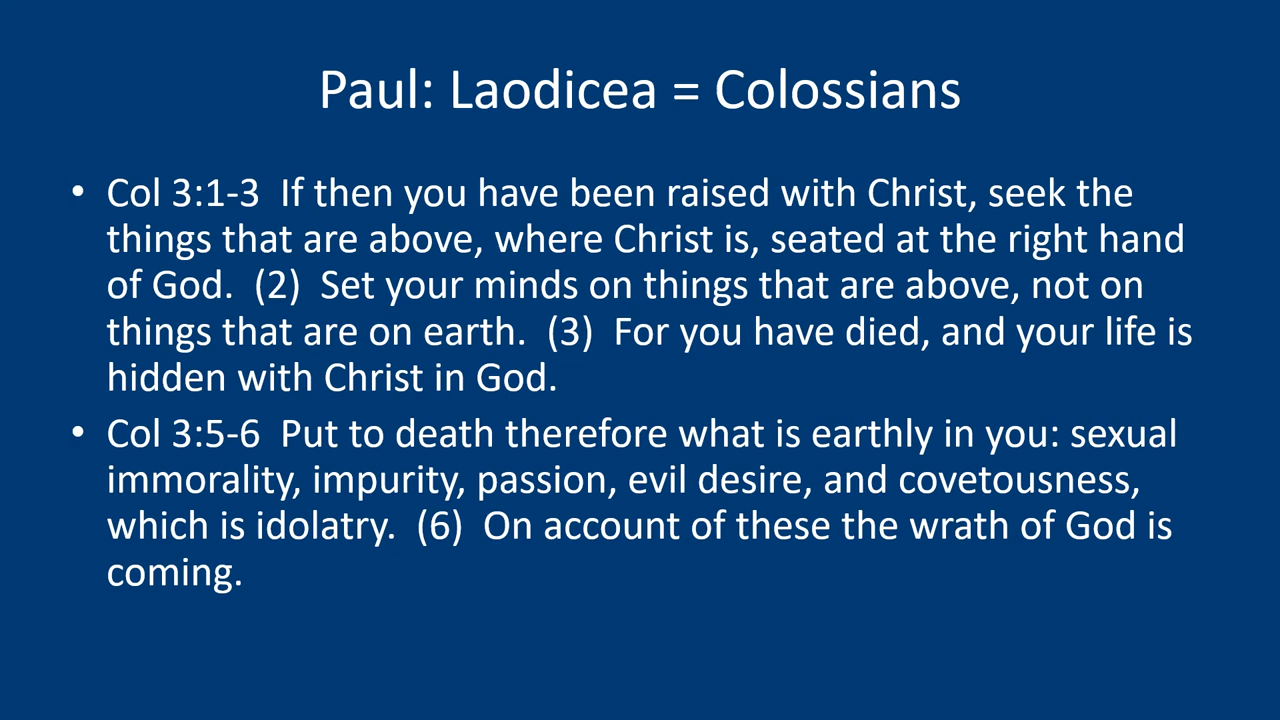 Paul: Laodicea = Colossians
• Col 3:1-3  If then you have been raised with Christ, seek the
things that are above, where Christ is, seated at the right hand
of God.  (2)  Set your minds on things that are above, not on
things that are on earth.  (3)  For you have died, and your life is
hidden with Christ in God.
• Col 3:5-6  Put to death therefore what is earthly in you: sexual
immorality, impurity, passion, evil desire, and covetousness,
which is idolatry.  (6)  On account of these the wrath of God is
coming.